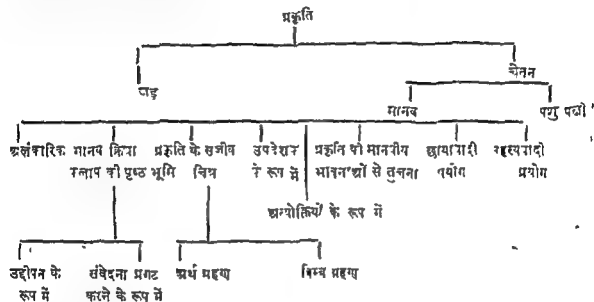 प्रकृति
जड़ चेतन
मानव पशु पक्षी
अलंकारिक मानव क्रिया प्रकृति के सजीव उपदेशक प्रकृति की मानवीय छायावादी रहस्यवादी
कलाप की पृष्ठ भूमि चित्र के रूप में भावनाओं से तुलना प्रयोग प्रयोग
अन्योक्तियों के रूप में
उद्दीपन के संवेदना प्रगट अर्थ ग्रहण बिम्ब ग्रहण
रूप में करने के रूप में